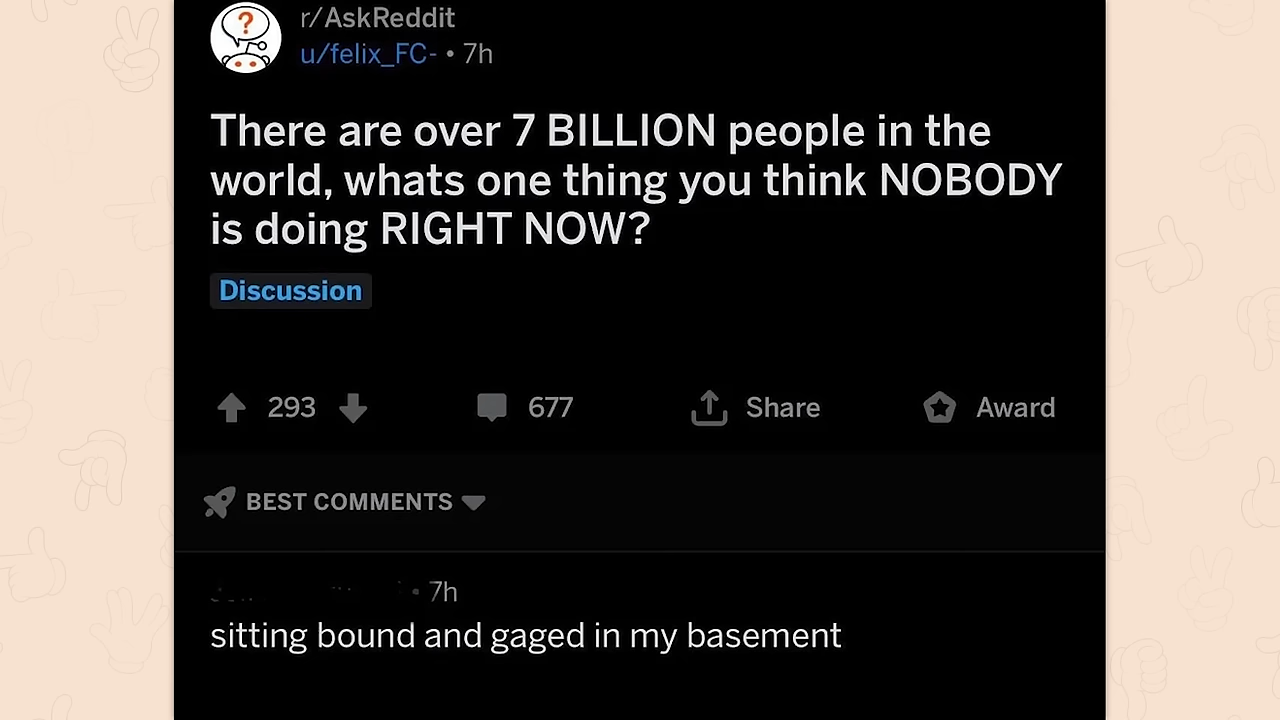 r/AskReddit
u/felix_FC- • 7h
There are over 7 BILLION people in the
world, whats one thing you think NOBODY
is doing RIGHT NOW?
Discussion
293 677 Share Award
BEST COMMENTS
• 7h
sitting bound and gaged in my basement